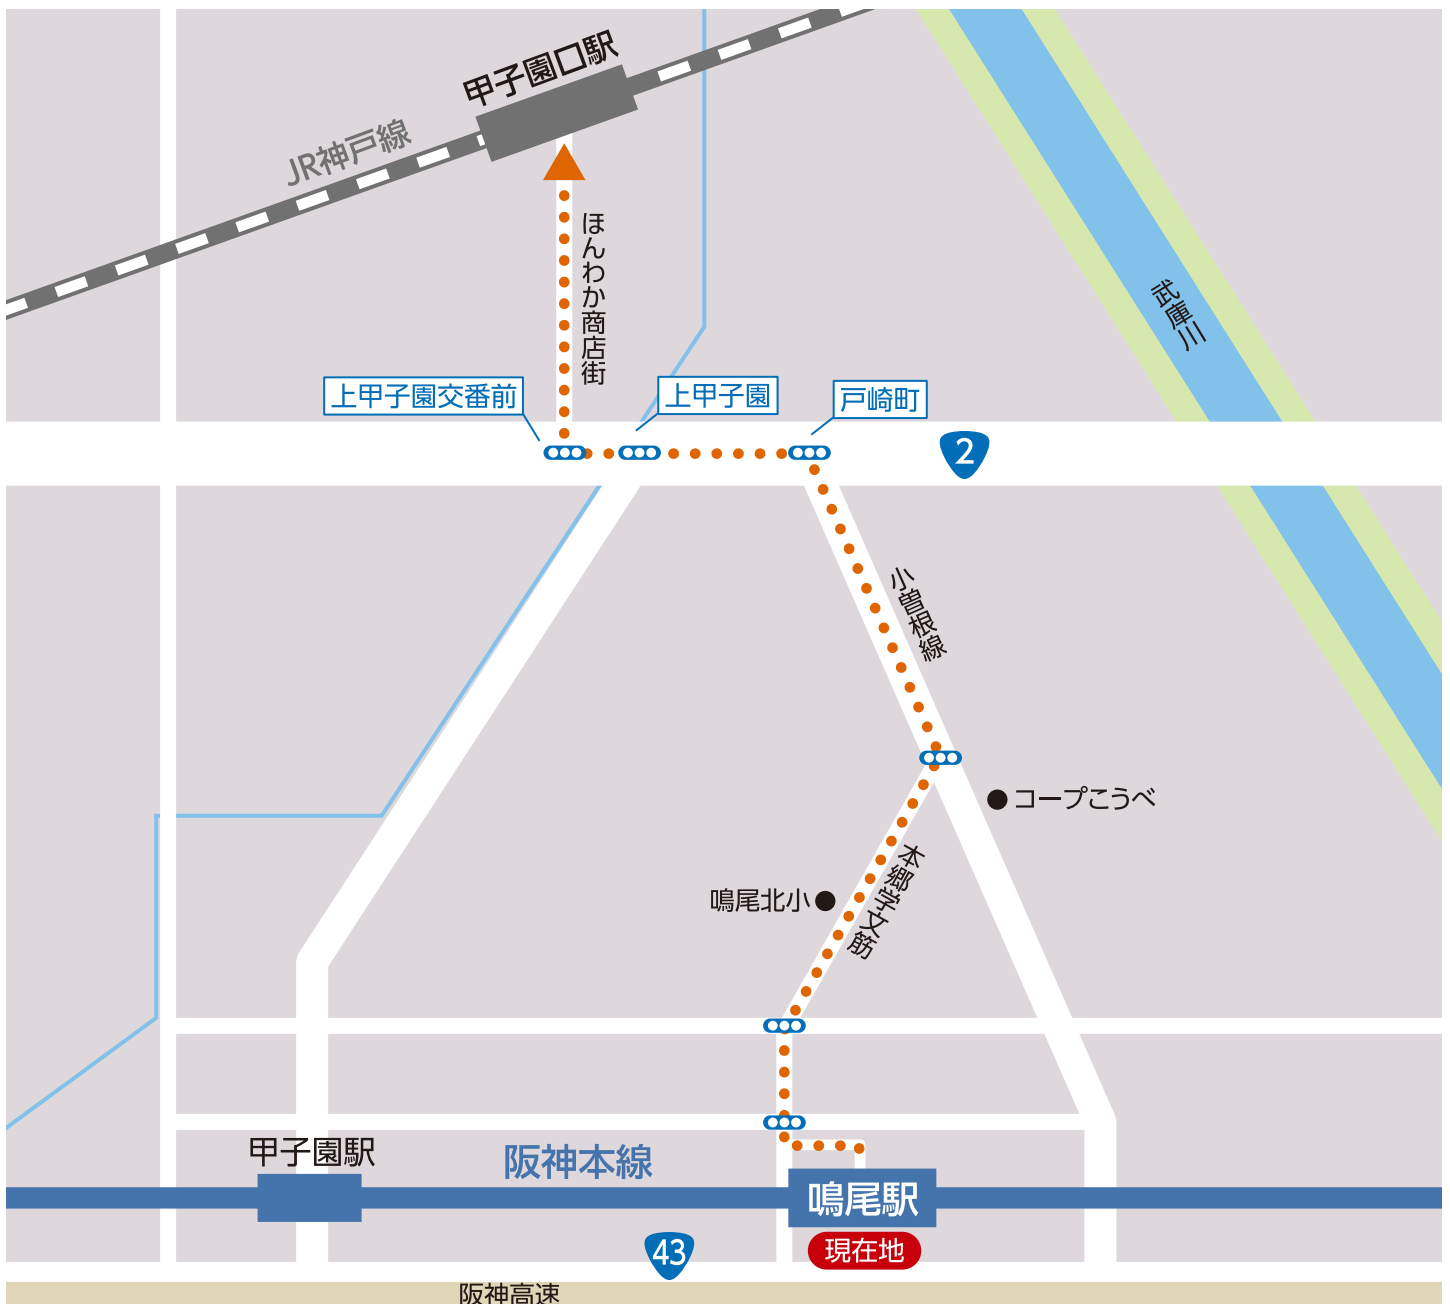 甲子園口駅
JR神戸線
ほんわか商店街
武庫川
上甲子園交番前
上甲子園
戸崎町
2
小曽根線
コープこうべ
本郷学文筋
鳴尾北小
甲子園駅
阪神本線
鳴尾駅
現在地
43
阪神高速